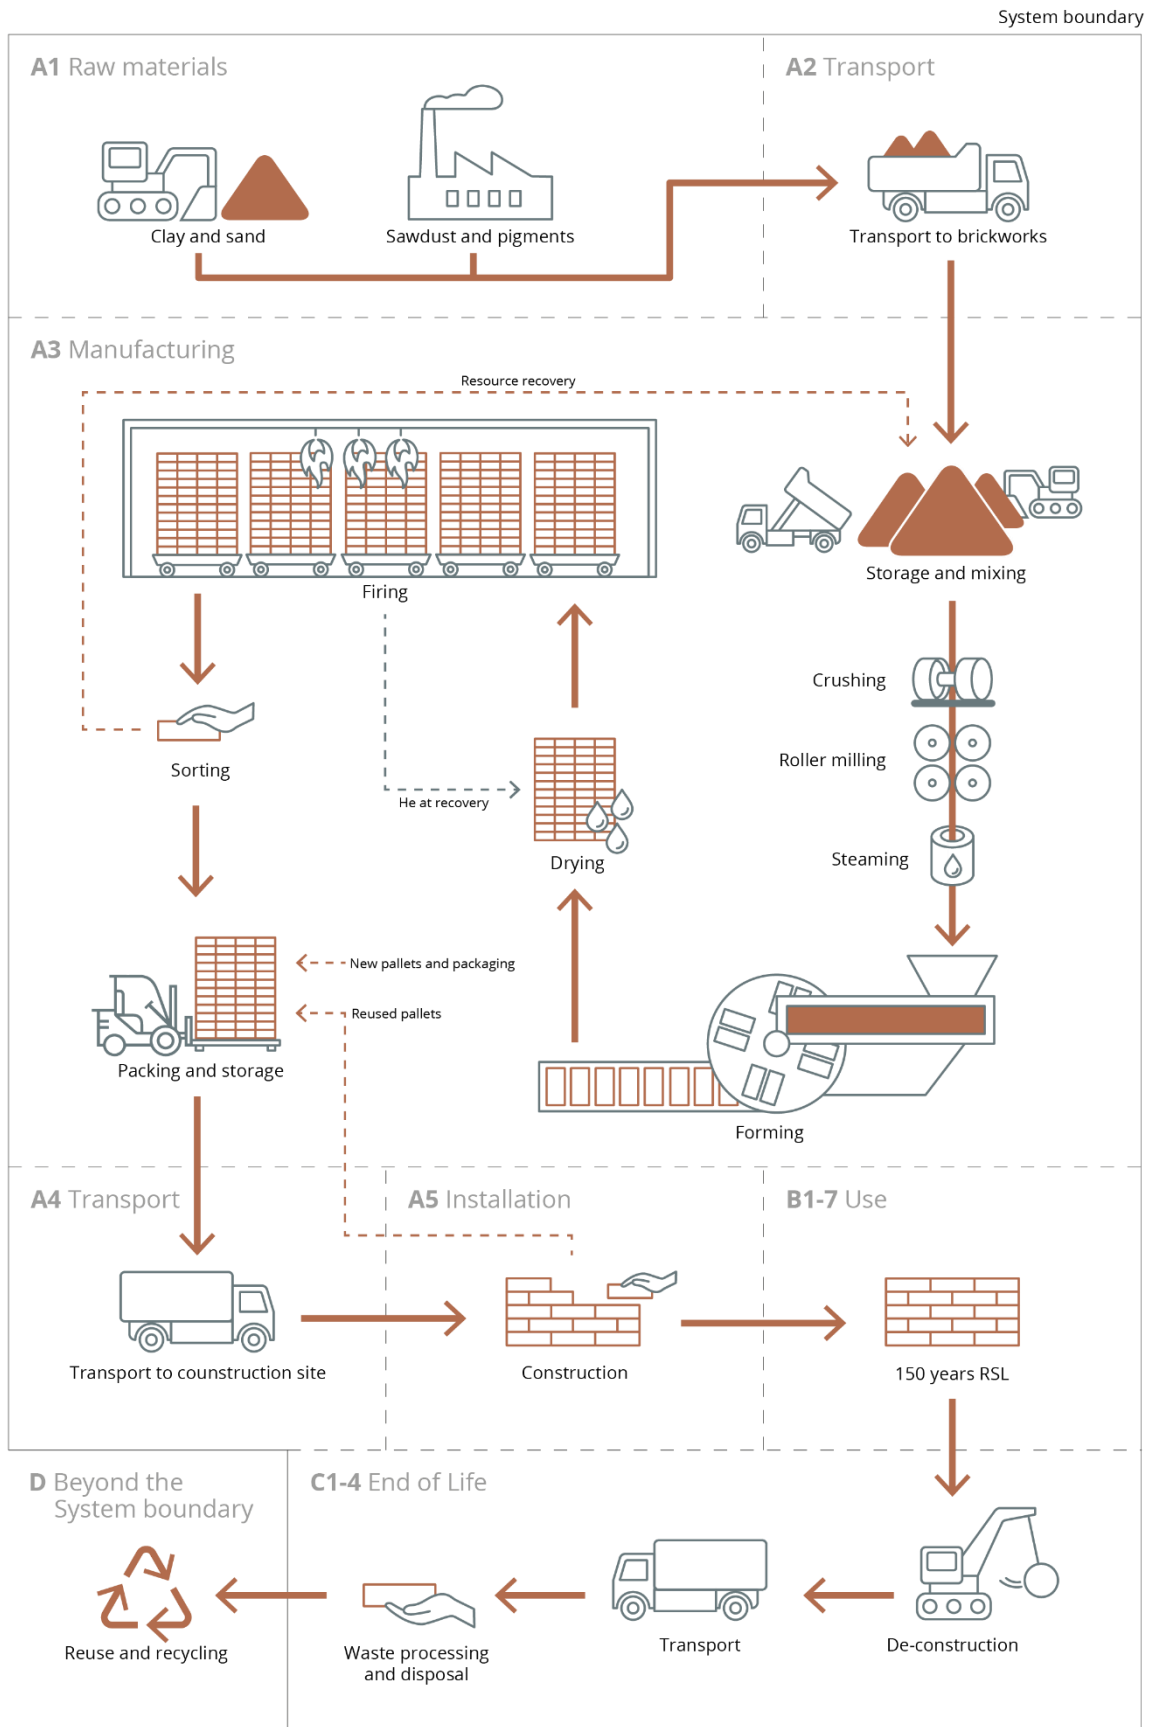 System boundary
A1 Raw materials
A2 Transport
Clay and sand
Sawdust and pigments
Transport to brickworks
A3 Manufacturing
Resource recovery
Firing
Storage and mixing
Crushing
Roller milling
Sorting
He at recovery
Drying
Steaming
New pallets and packaging
Reused pallets
Packing and storage
Forming
A4 Transport
A5 Installation
B1-7 Use
Transport to counstruction site
Construction
150 years RSL
D Beyond the
System boundary
C1-4 End of Life
Reuse and recycling
Waste processing
and disposal
Transport
De-construction